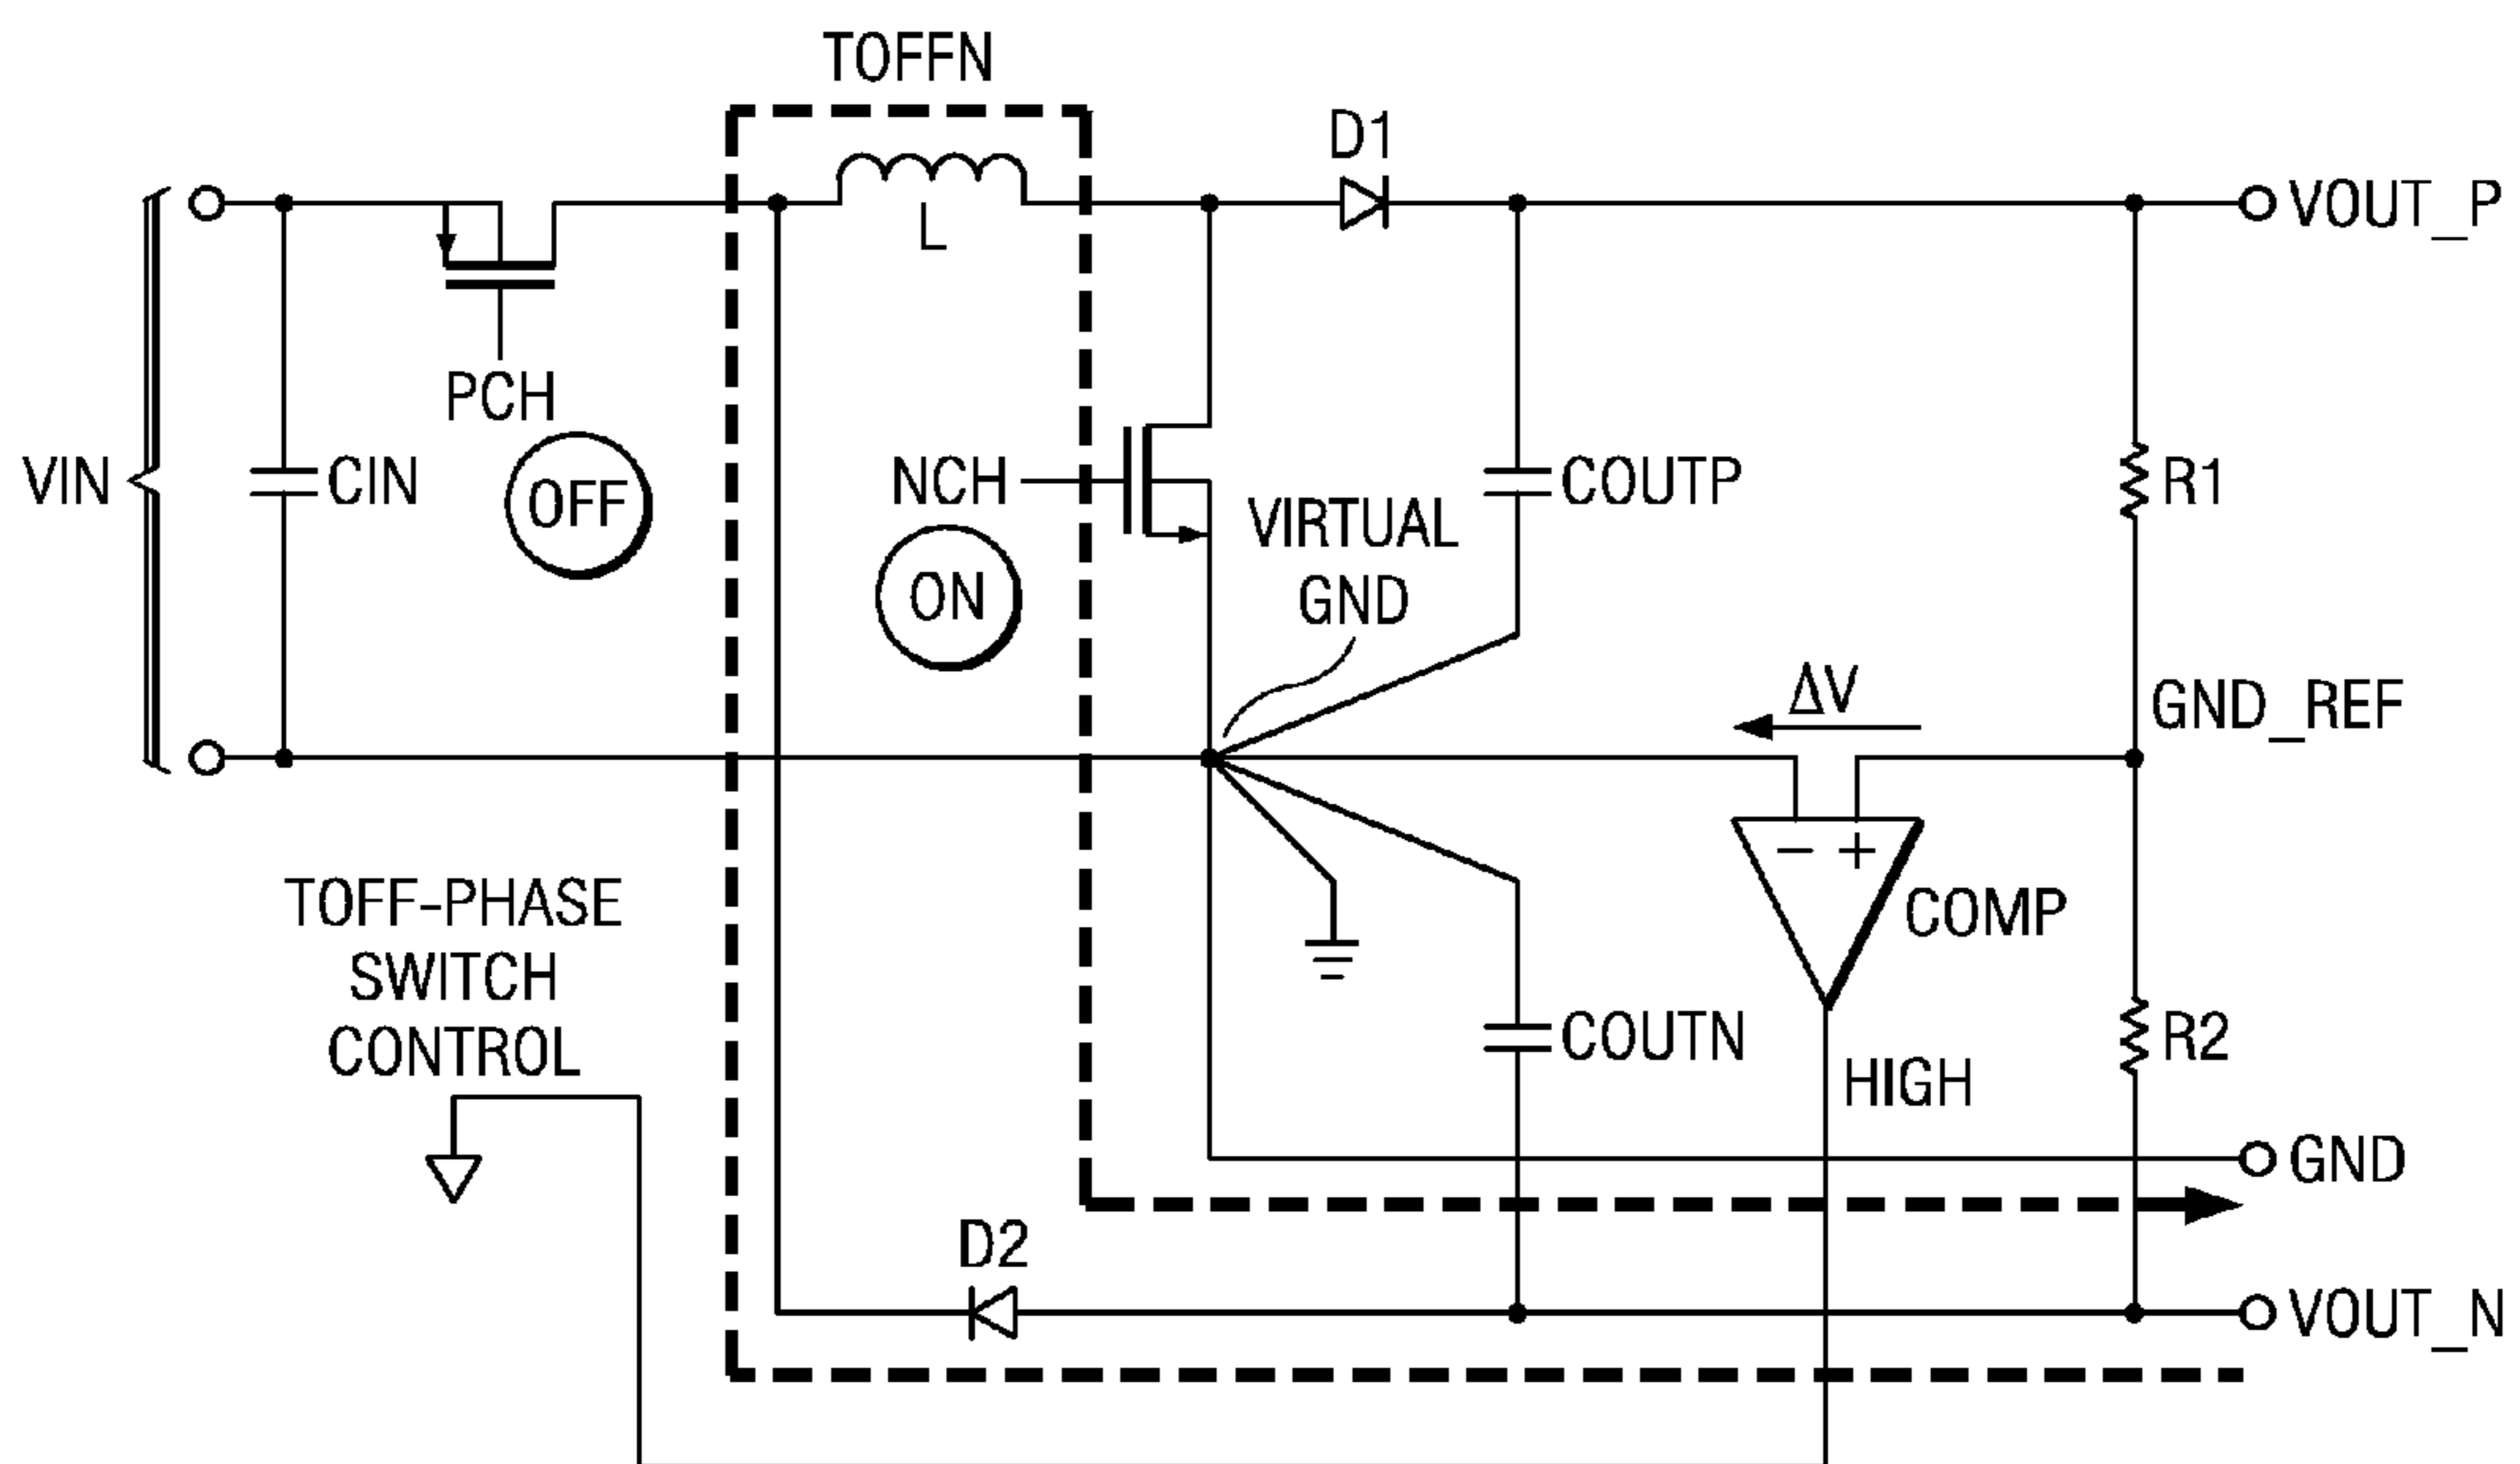 TOFFN
D1
VOUT_P
L
PCH
VIN
CIN
OFF
NCH
ON
VIRTUAL
GND
COUTP
R1
ΔV
GND_REF
− +
COMP
TOFF-PHASE
SWITCH
CONTROL
COUTN
R2
HIGH
GND
D2
VOUT_N